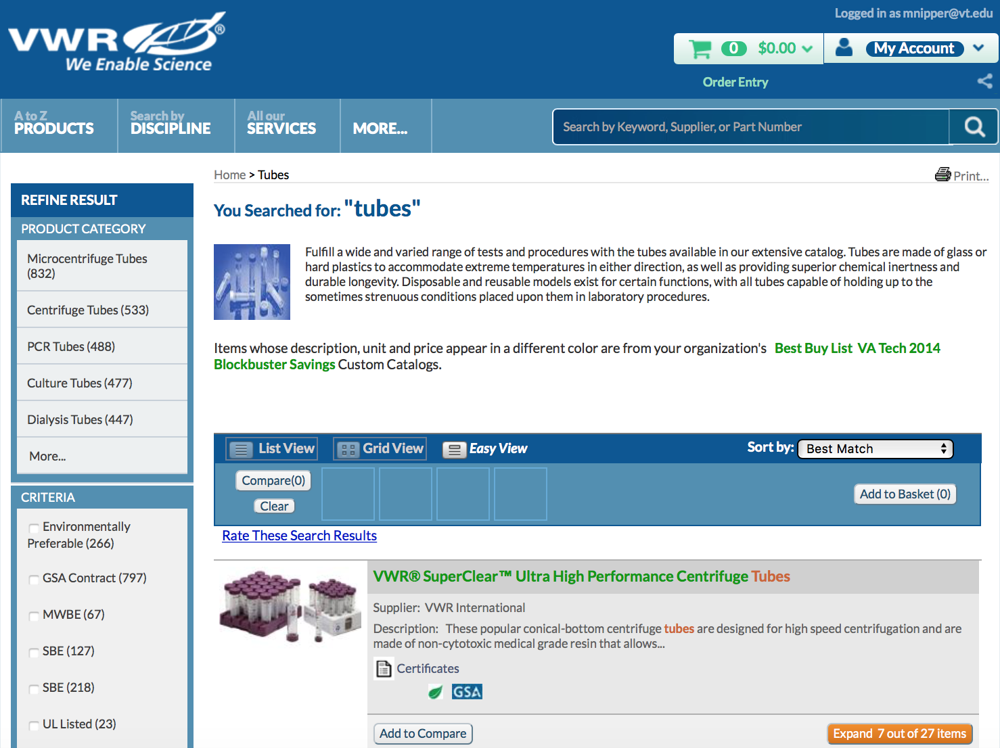 Logged in as mnipper@vt.edu
VWR®
We Enable Science
0 $0.00
My Account
Order Entry
A to Z
PRODUCTS
Search by
DISCIPLINE
All our
SERVICES
MORE...
Search by Keyword, Supplier, or Part Number
Home > Tubes
Print...
REFINE RESULT
PRODUCT CATEGORY
Microcentrifuge Tubes
(832)
Centrifuge Tubes (533)
PCR Tubes (488)
Culture Tubes (477)
Dialysis Tubes (447)
More...
CRITERIA
Environmentally
Preferable (266)
GSA Contract (797)
MWBE (67)
SBE (127)
SBE (218)
UL Listed (23)
You Searched for: "tubes"
Fulfill a wide and varied range of tests and procedures with the tubes available in our extensive catalog. Tubes are made of glass or
hard plastics to accommodate extreme temperatures in either direction, as well as providing superior chemical inertness and
durable longevity. Disposable and reusable models exist for certain functions, with all tubes capable of holding up to the
sometimes strenuous conditions placed upon them in laboratory procedures.
Items whose description, unit and price appear in a different color are from your organization's Best Buy List VA Tech 2014
Blockbuster Savings Custom Catalogs.
List View
Grid View
Easy View
Sort by: Best Match
Compare(0)
Clear
Add to Basket (0)
Rate These Search Results
VWR® SuperClear™ Ultra High Performance Centrifuge Tubes
Supplier: VWR International
Description: These popular conical-bottom centrifuge tubes are designed for high speed centrifugation and are
made of non-cytotoxic medical grade resin that allows...
Certificates
GSA
Add to Compare
Expand 7 out of 27 items